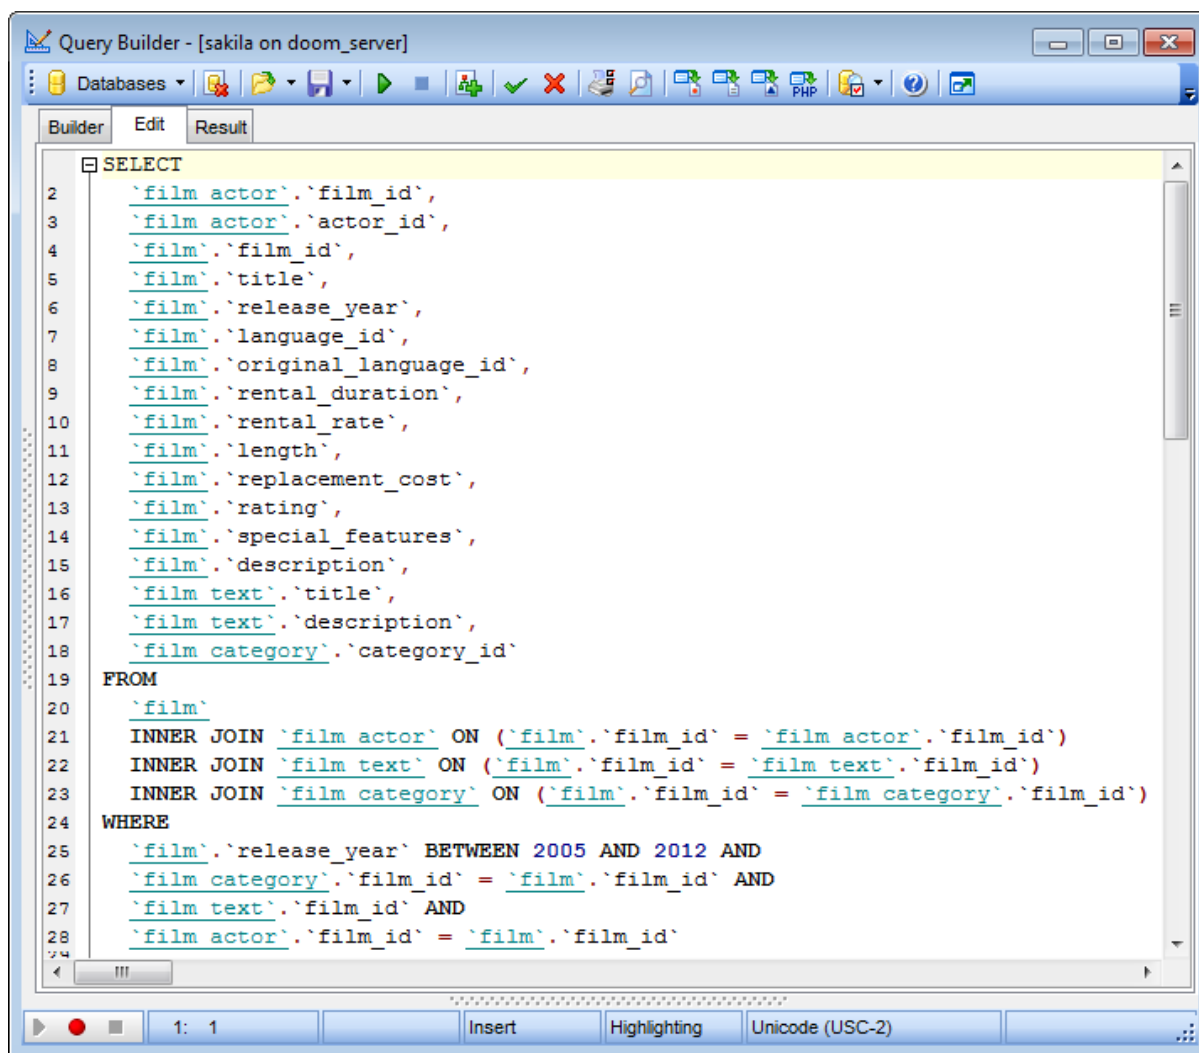 Query Builder - [sakila on doom_server]
Databases
PHP
Builder Edit Result
SELECT
2 `film_actor`.`film_id`,
3 `film_actor`.`actor_id`,
4 `film`.`film_id`,
5 `film`.`title`,
6 `film`.`release_year`,
7 `film`.`language_id`,
8 `film`.`original_language_id`,
9 `film`.`rental_duration`,
10 `film`.`rental_rate`,
11 `film`.`length`,
12 `film`.`replacement_cost`,
13 `film`.`rating`,
14 `film`.`special_features`,
15 `film`.`description`,
16 `film_text`.`title`,
17 `film_text`.`description`,
18 `film_category`.`category_id`
19 FROM
20 `film`
21 INNER JOIN `film_actor` ON (`film`.`film_id` = `film_actor`.`film_id`)
22 INNER JOIN `film_text` ON (`film`.`film_id` = `film_text`.`film_id`)
23 INNER JOIN `film_category` ON (`film`.`film_id` = `film_category`.`film_id`)
24 WHERE
25 `film`.`release_year` BETWEEN 2005 AND 2012 AND
26 `film_category`.`film_id` = `film`.`film_id` AND
27 `film_text`.`film_id` AND
28 `film_actor`.`film_id` = `film`.`film_id`
29
1: 1 Insert Highlighting Unicode (USC-2)